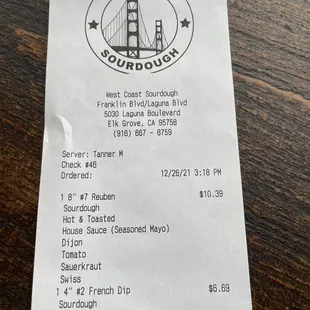 SOURDOUGH
West Coast Sourdough
Franklin Blvd/Laguna Blvd
5030 Laguna Boulevard
Elk Grove, CA 95758
(916) 667 - 8759
Server: Tanner M
Check #46
Ordered: 12/26/21 3:18 PM
1 8" #7 Reuben $10.39
Sourdough
Hot & Toasted
House Sauce (Seasoned Mayo)
Dijon
Tomato
Sauerkraut
Swiss
1 4" #2 French Dip $6.69
Sourdough